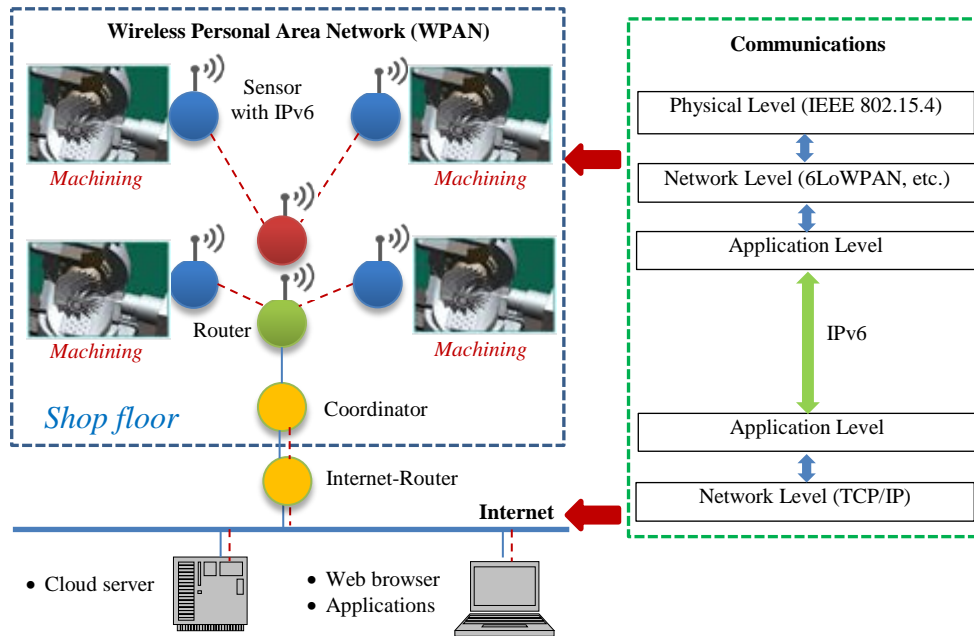 Wireless Personal Area Network (WPAN)
Sensor
with IPv6
Machining
Machining
Router
Machining
Machining
Shop floor
Coordinator
Internet-Router
Internet
• Cloud server
• Web browser
• Applications
Communications
Physical Level (IEEE 802.15.4)
Network Level (6LoWPAN, etc.)
Application Level
IPv6
Application Level
Network Level (TCP/IP)